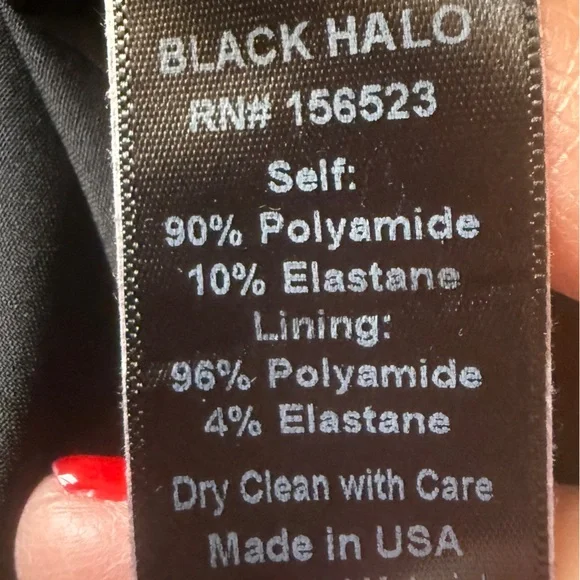 BLACK HALO
RN# 156523
Self:
90% Polyamide
10% Elastane
Lining:
96% Polyamide
4% Elastane
Dry Clean with Care
Made in USA